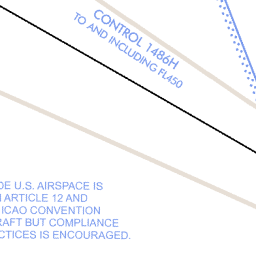 CONTROL 1486H
TO AND INCLUDING FL450
DE U.S. AIRSPACE IS
ARTICLE 12 AND
ICAO CONVENTION
RAFT BUT COMPLIANCE
CTICES IS ENCOURAGED.